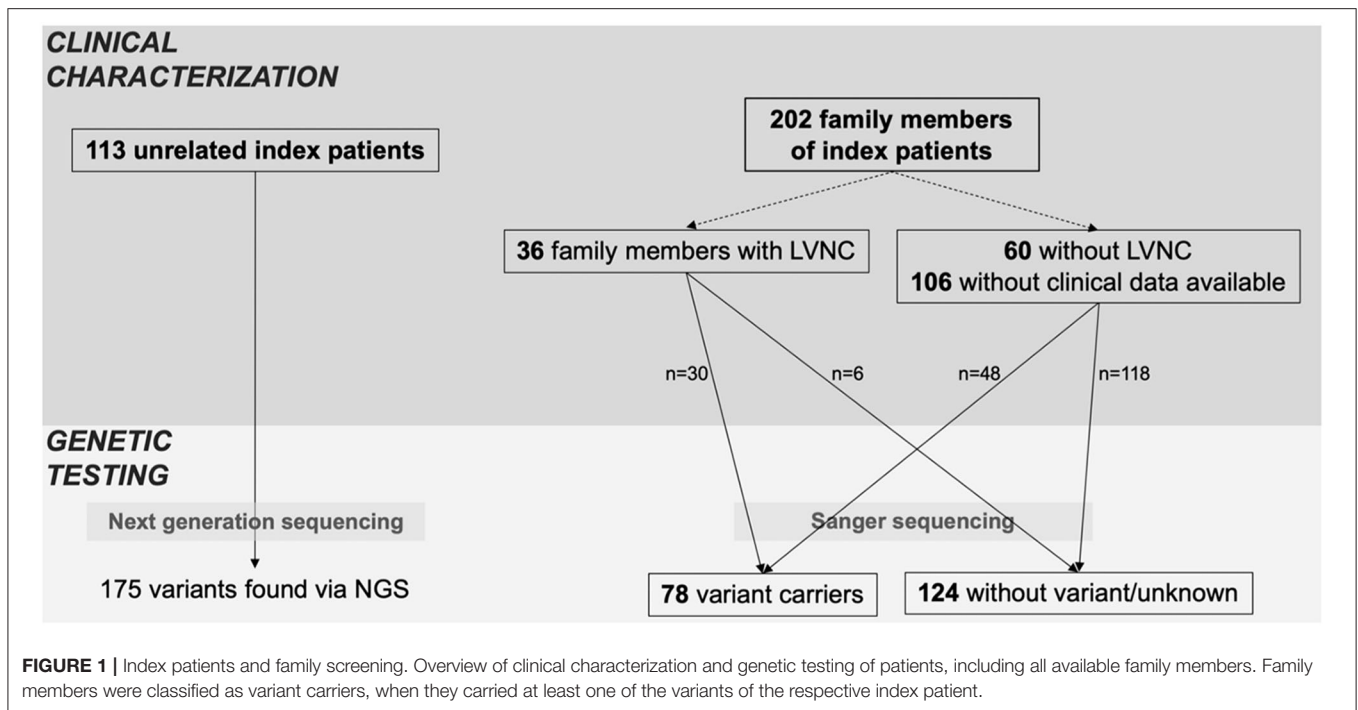 CLINICAL
CHARACTERIZATION
113 unrelated index patients
202 family members
of index patients
36 family members with LVNC
60 without LVNC
106 without clinical data available
n=30
n=6
n=48
n=118
GENETIC
TESTING
Next generation sequencing
Sanger sequencing
175 variants found via NGS
78 variant carriers
124 without variant/unknown
FIGURE 1 | Index patients and family screening. Overview of clinical characterization and genetic testing of patients, including all available family members. Family
members were classified as variant carriers, when they carried at least one of the variants of the respective index patient.